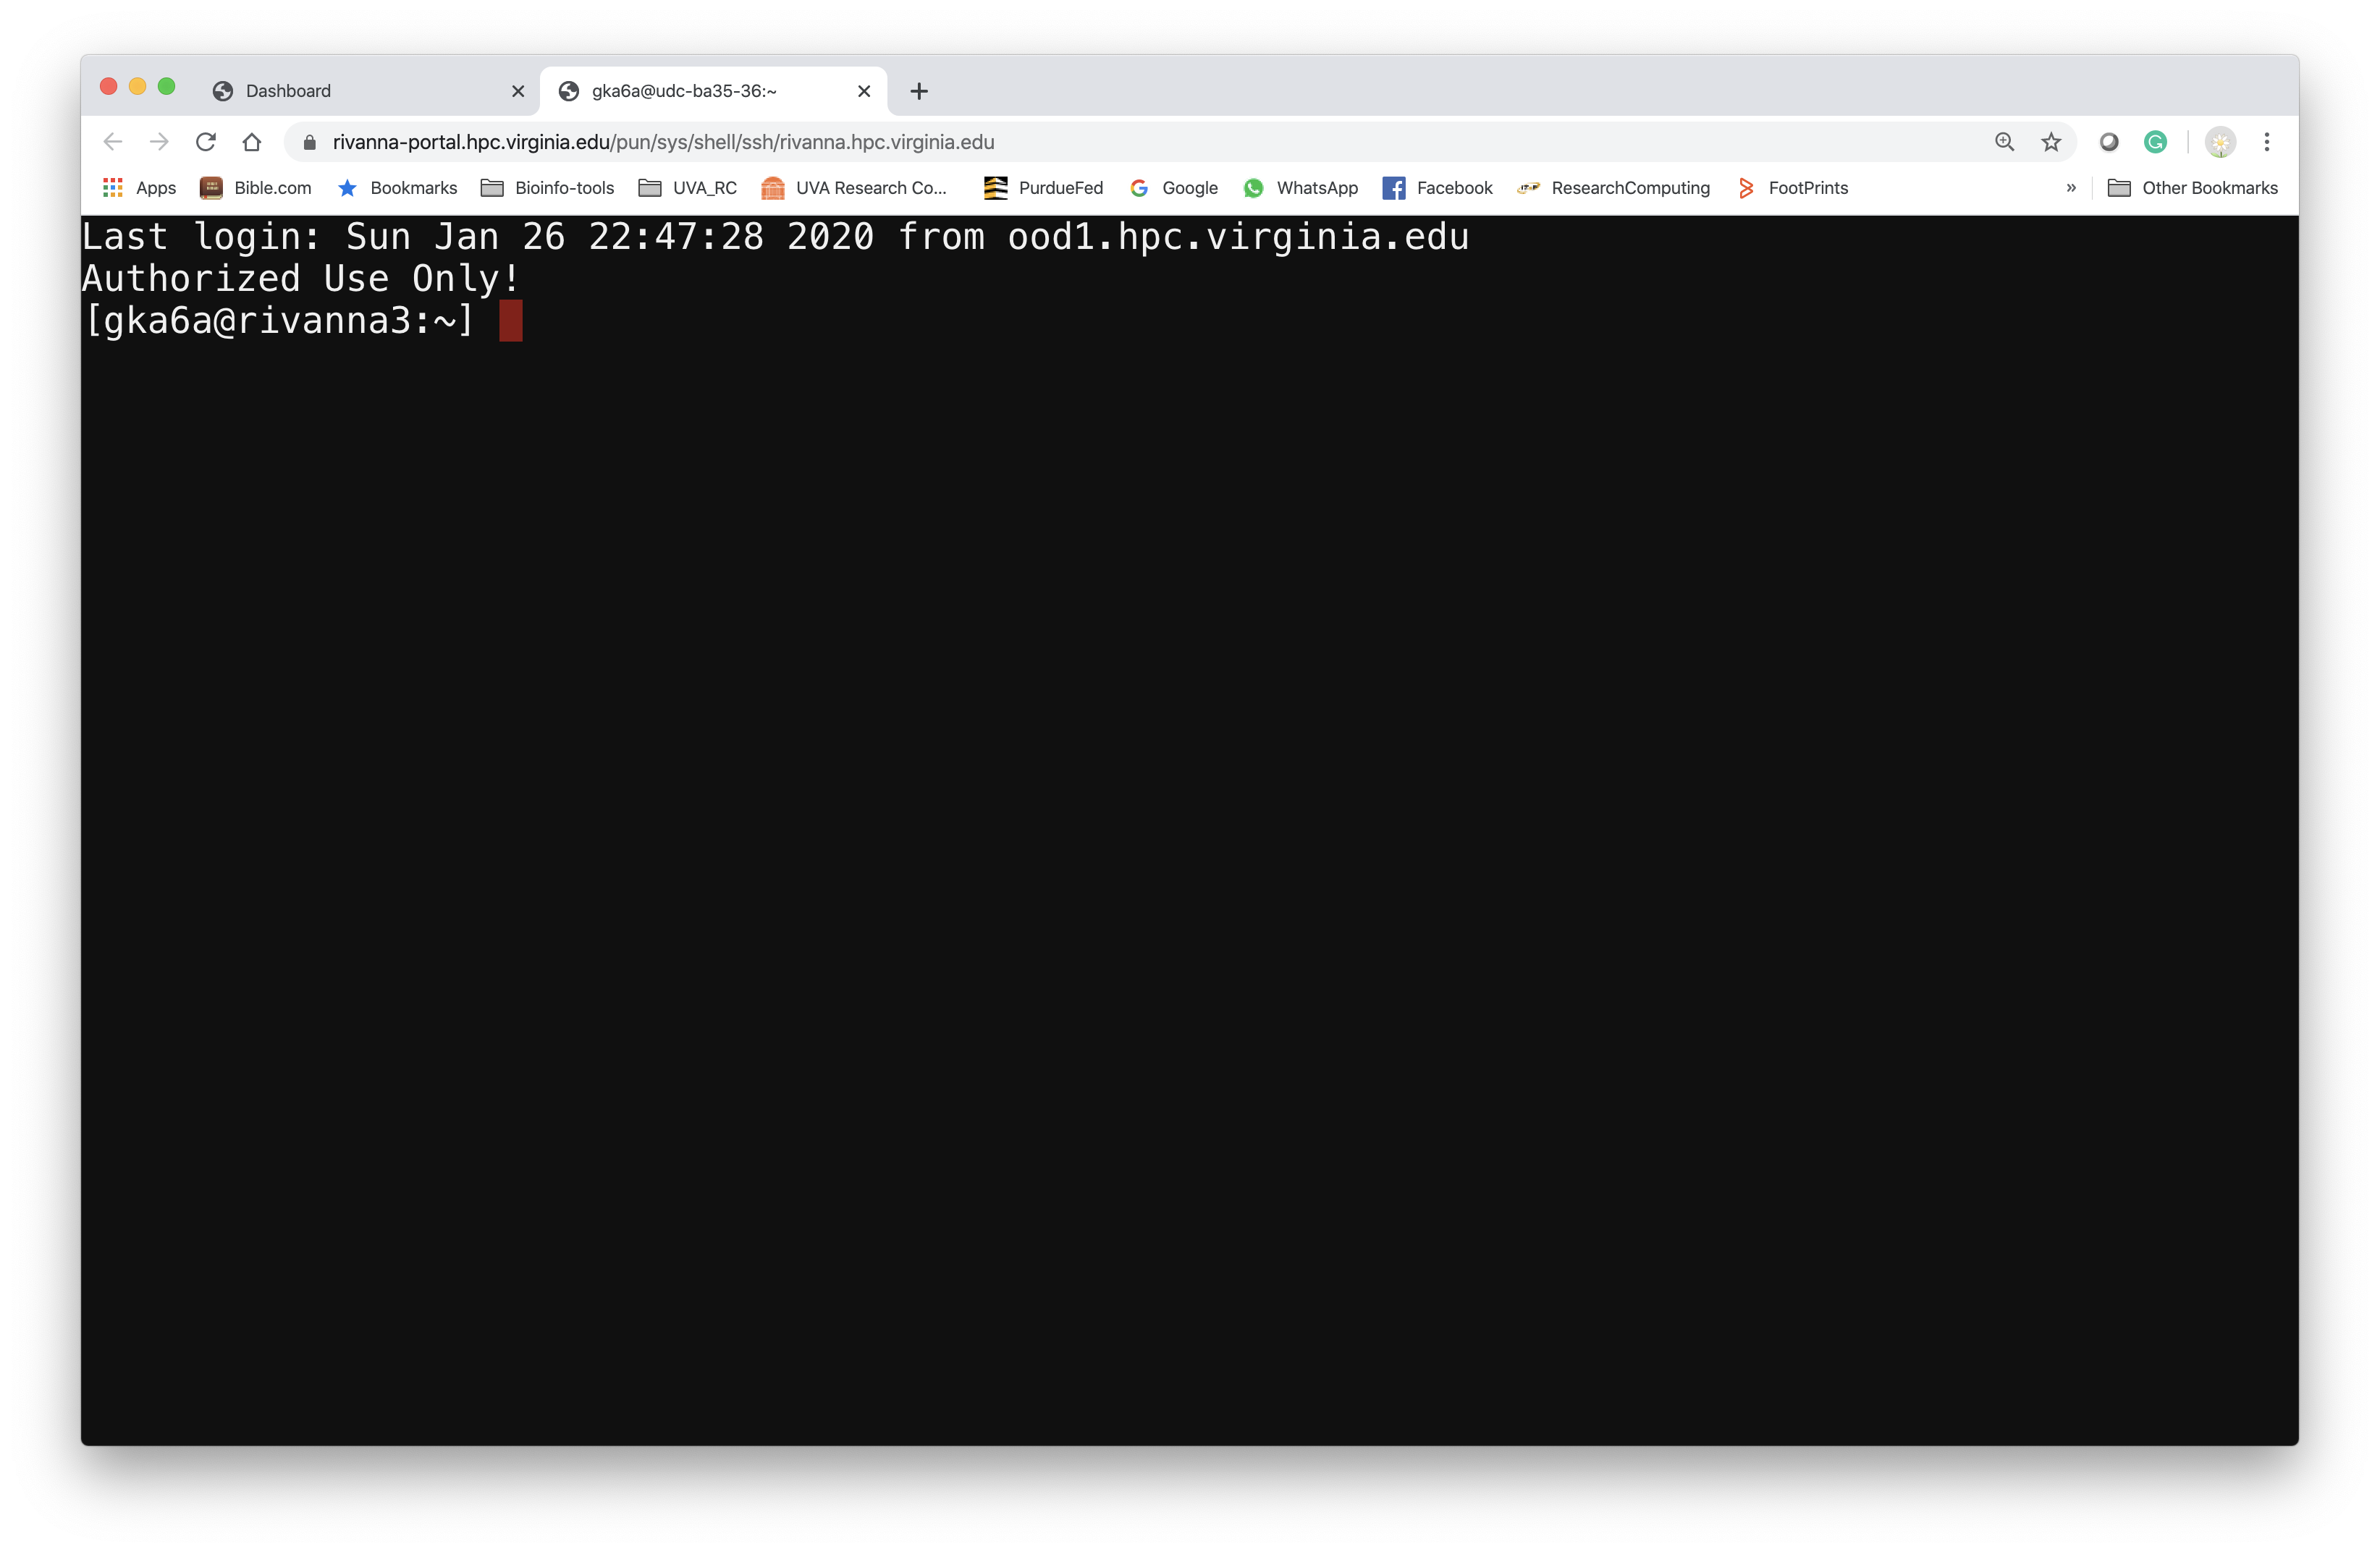 Dashboard
gka6a@udc-ba35-36:~
rivanna-portal.hpc.virginia.edu/pun/sys/shell/ssh/rivanna.hpc.virginia.edu
Apps Bible.com Bookmarks Bioinfo-tools UVA_RC UVA Research Co... PurdueFed Google WhatsApp Facebook ResearchComputing FootPrints » Other Bookmarks
Last login: Sun Jan 26 22:47:28 2020 from ood1.hpc.virginia.edu
Authorized Use Only!
[gka6a@rivanna3:~]